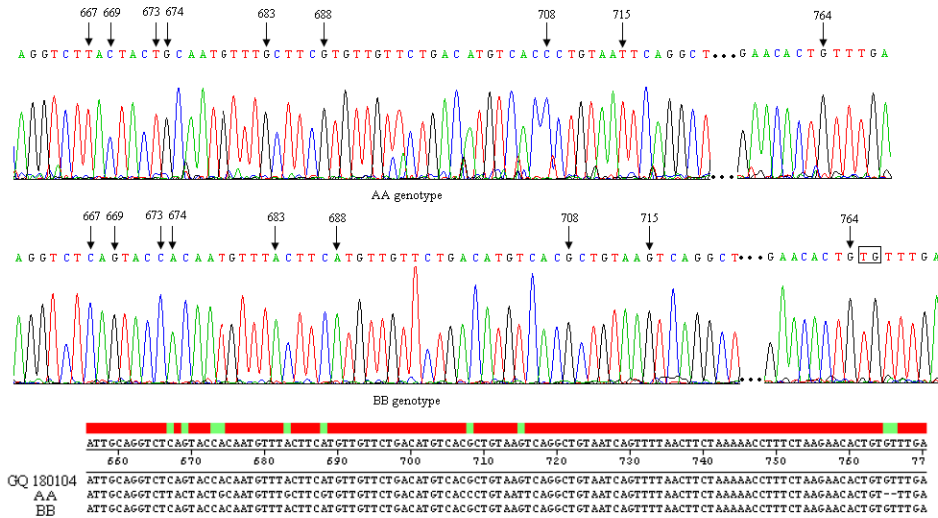 667 669 673 674 683 688 708 715 764
AGGTCTTACTACTGCAATGTTTGCTTCGTGTTGTTCTGACATGTCACCCTGTAATTCAGGCT•••GAACACTGTTTGA
AA genotype
667 669 673 674 683 688 708 715 764
AGGTCTCAGTACCACAATGTTTACTTCATGTTGTTCTGACATGTCACGCTGTAAGTCAGGCT•••GAACACTGTGTTTGA
BB genotype
ATTGCAGGTCTCAGTACCACAATGTTTACTTCATGTTGTTCTGACATGTCACGCTGTAAGTCAGGCTGTAATCAGTTTTAACTTCTAAAAACCTTTCTAAGAACACTGTGTTTGA
660 670 680 690 700 710 720 730 740 750 760 77
GQ 180104 ATTGCAGGTCTCAGTACCACAATGTTTACTTCATGTTGTTCTGACATGTCACGCTGTAAGTCAGGCTGTAATCAGTTTTAACTTCTAAAAACCTTTCTAAGAACACTGTGTTTGA
AA ATTGCAGGTCTTACTACTGCAATGTTTGCTTCGTGTTGTTCTGACATGTCACCCTGTAATTCAGGCTGTAATCAGTTTTAACTTCTAAAAACCTTTCTAAGAACACTGT--TTGA
BB ATTGCAGGTCTCAGTACCACAATGTTTACTTCATGTTGTTCTGACATGTCACGCTGTAAGTCAGGCTGTAATCAGTTTTAACTTCTAAAAACCTTTCTAAGAACACTGTGTTTGA